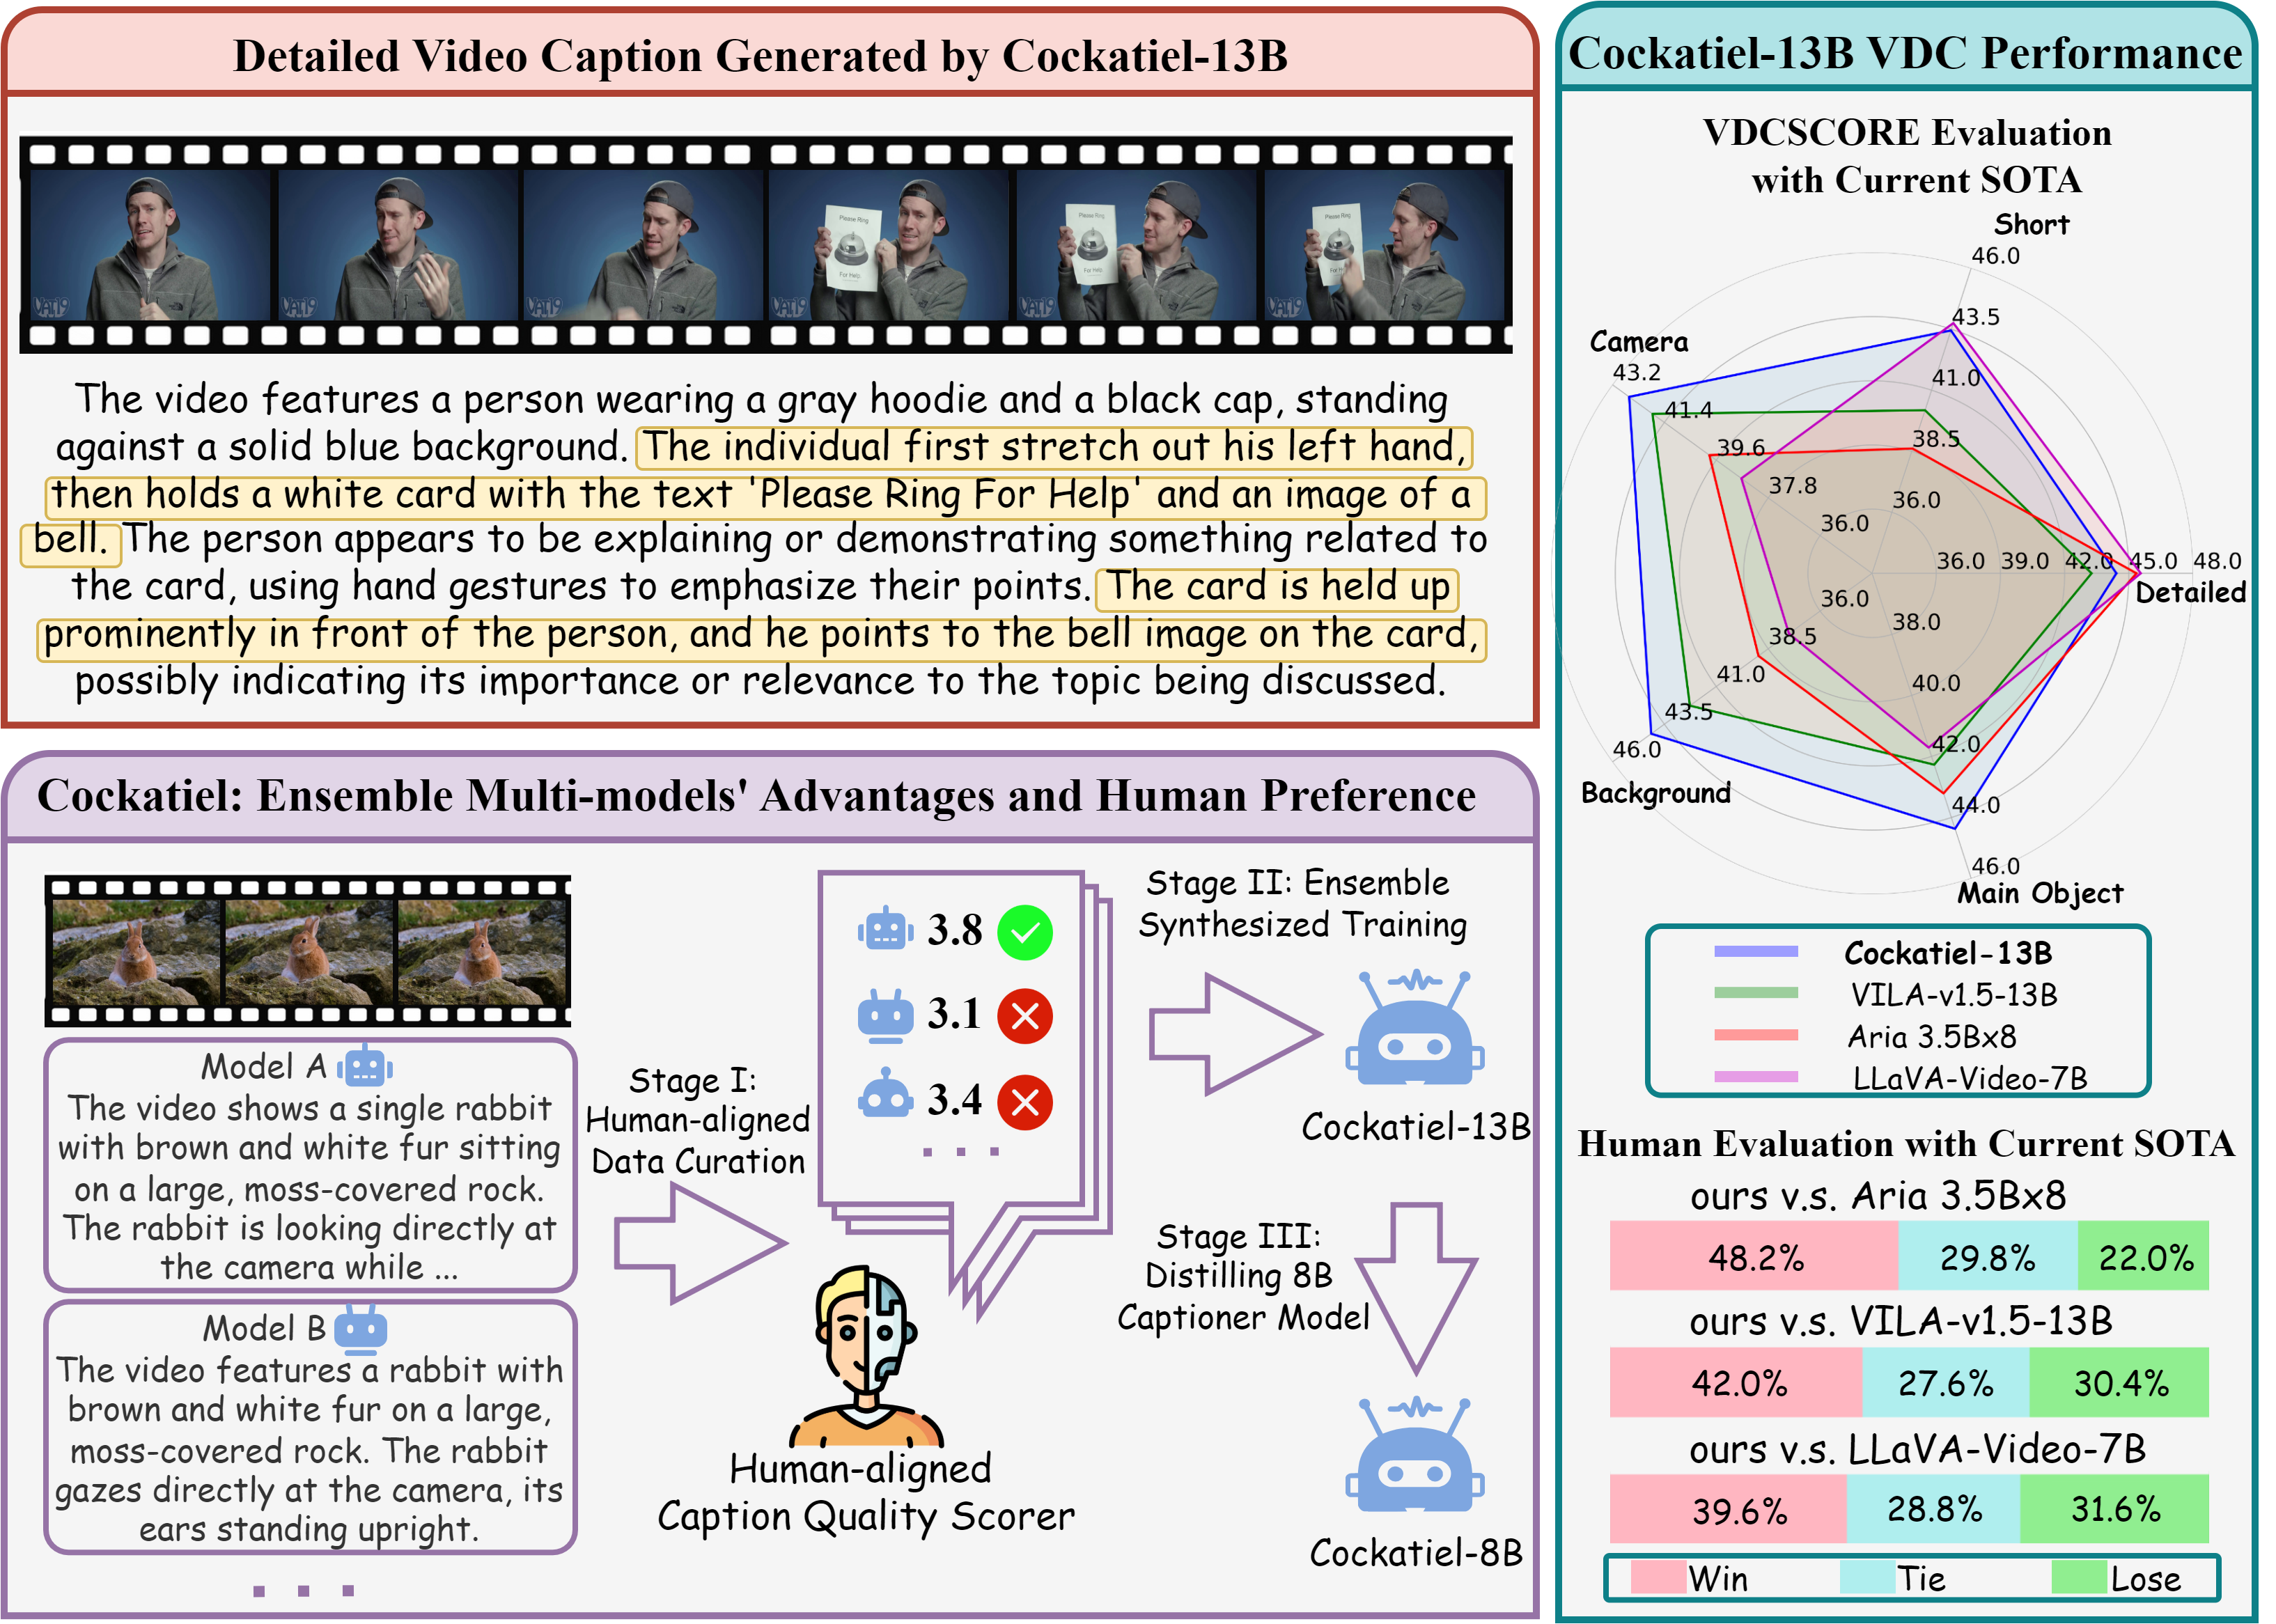 Detailed Video Caption Generated by Cockatiel-13B
Please Ring
For Help
Please Ring
For Help
Please Ring
For Help
VAT19
VAT19
VAT19
VAT19
VAT19
VAT19
The video features a person wearing a gray hoodie and a black cap, standing
against a solid blue background. The individual first stretch out his left hand,
then holds a white card with the text 'Please Ring For Help' and an image of a
bell. The person appears to be explaining or demonstrating something related to
the card, using hand gestures to emphasize their points. The card is held up
prominently in front of the person, and he points to the bell image on the card,
possibly indicating its importance or relevance to the topic being discussed.
Cockatiel: Ensemble Multi-models' Advantages and Human Preference
Model A
The video shows a single rabbit
with brown and white fur sitting
on a large, moss-covered rock.
The rabbit is looking directly at
the camera while ...
Model B
The video features a rabbit with
brown and white fur on a large,
moss-covered rock. The rabbit
gazes directly at the camera, its
ears standing upright.
. . .
Stage I:
Human-aligned
Data Curation
3.8
3.1
3.4
. . .
Human-aligned
Caption Quality Scorer
Stage II: Ensemble
Synthesized Training
Cockatiel-13B
Stage III:
Distilling 8B
Captioner Model
Cockatiel-8B
Cockatiel-13B VDC Performance
VDCSCORE Evaluation
with Current SOTA
Short
46.0
43.5
41.0
38.5
36.0
Camera
43.2
41.4
39.6
37.8
36.0
36.0 39.0 42.0 45.0 48.0
Detailed
36.0
38.5
41.0
43.5
46.0
Background
38.0
40.0
42.0
44.0
46.0
Main Object
Cockatiel-13B
VILA-v1.5-13B
Aria 3.5Bx8
LLaVA-Video-7B
Human Evaluation with Current SOTA
ours v.s. Aria 3.5Bx8
48.2% 29.8% 22.0%
ours v.s. VILA-v1.5-13B
42.0% 27.6% 30.4%
ours v.s. LLaVA-Video-7B
39.6% 28.8% 31.6%
Win Tie Lose